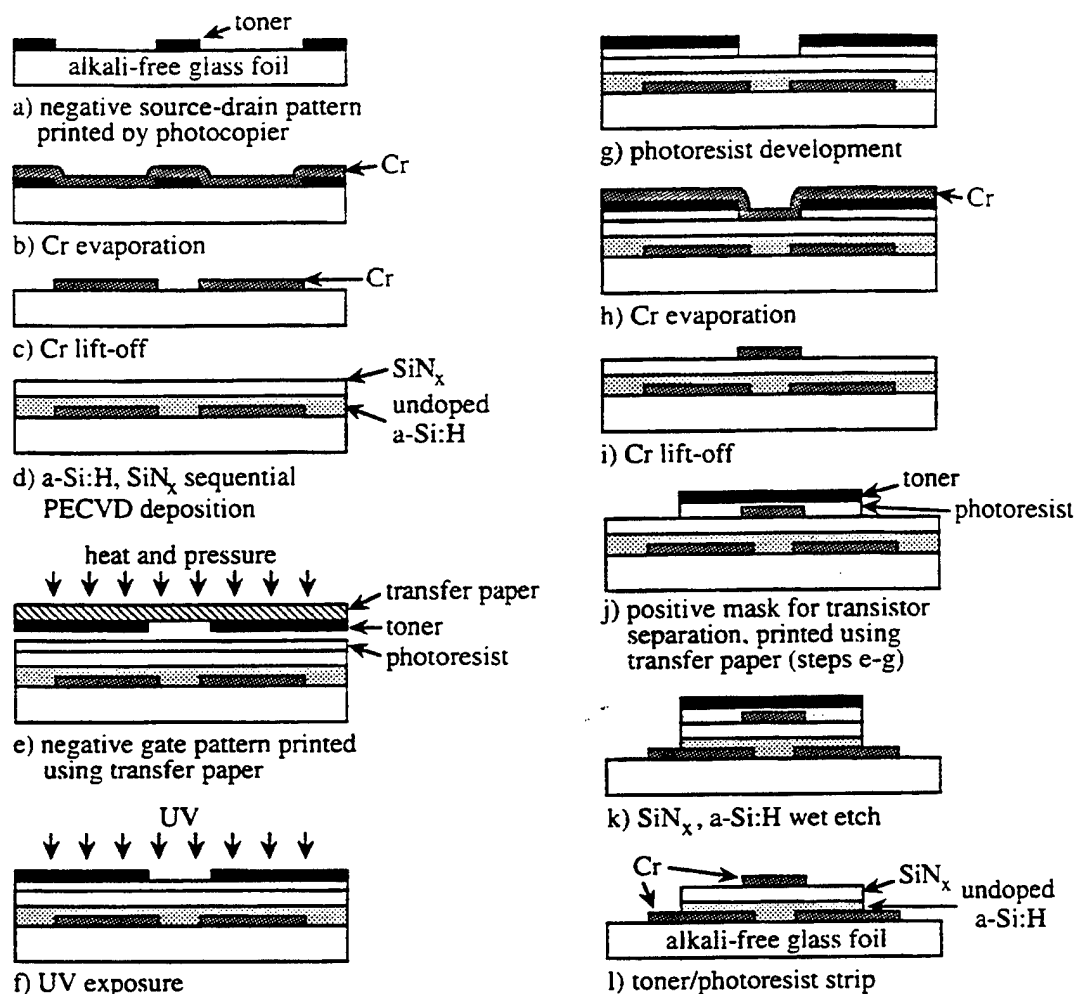 toner
alkali-free glass foil
a) negative source-drain pattern
printed by photocopier
Cr
b) Cr evaporation
Cr
c) Cr lift-off
SiNx
undoped
a-Si:H
d) a-Si:H, SiNx sequential
PECVD deposition
heat and pressure
transfer paper
toner
photoresist
e) negative gate pattern printed
using transfer paper
UV
f) UV exposure
g) photoresist development
Cr
h) Cr evaporation
i) Cr lift-off
toner
photoresist
j) positive mask for transistor
separation, printed using
transfer paper (steps e-g)
k) SiNx, a-Si:H wet etch
Cr
SiNx
undoped
a-Si:H
alkali-free glass foil
l) toner/photoresist strip